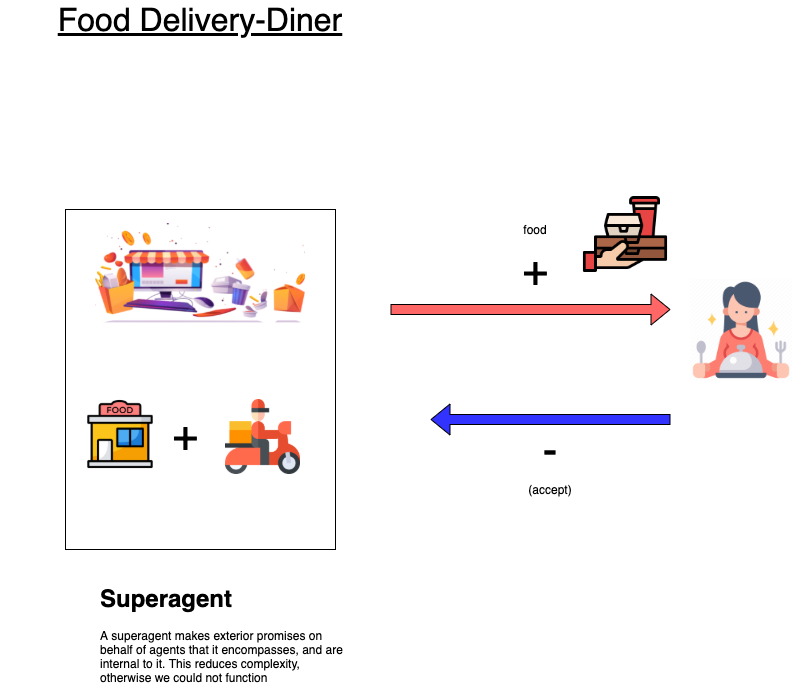 Food Delivery-Diner
food
+
FOOD
+
-
(accept)
Superagent
A superagent makes exterior promises on
behalf of agents that it encompasses, and are
internal to it. This reduces complexity,
otherwise we could not function